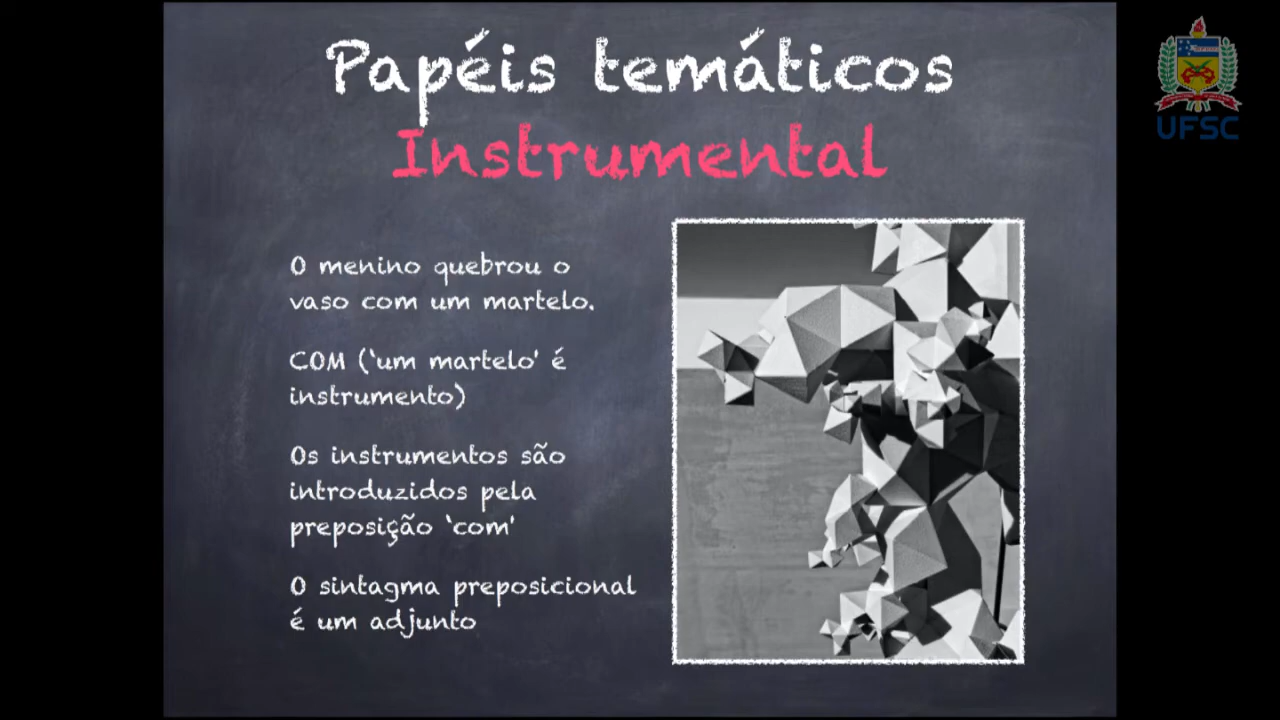 Papéis temáticos
Instrumental
O menino quebrou o
vaso com um martelo.
COM (‘um martelo’ é
instrumento)
Os instrumentos são
introduzidos pela
preposição ‘com’
O sintagma preposicional
é um adjunto
UFSC